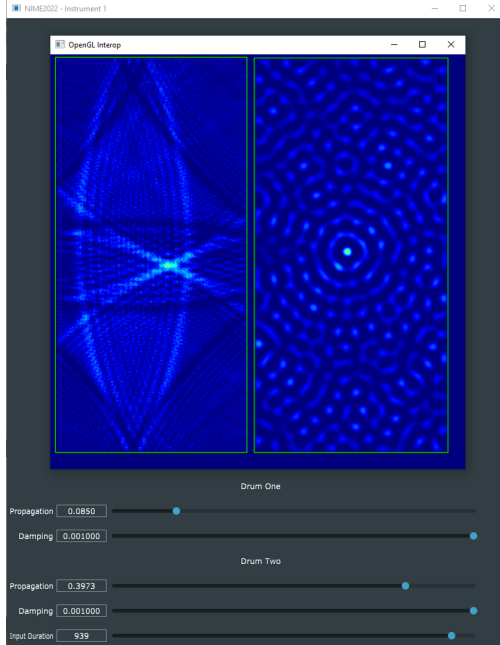 NIME2022 - Instrument 1
OpenGL Interop
Drum One
Propagation 0.0850
Damping 0.001000
Drum Two
Propagation 0.3973
Damping 0.001000
Input Duration 939